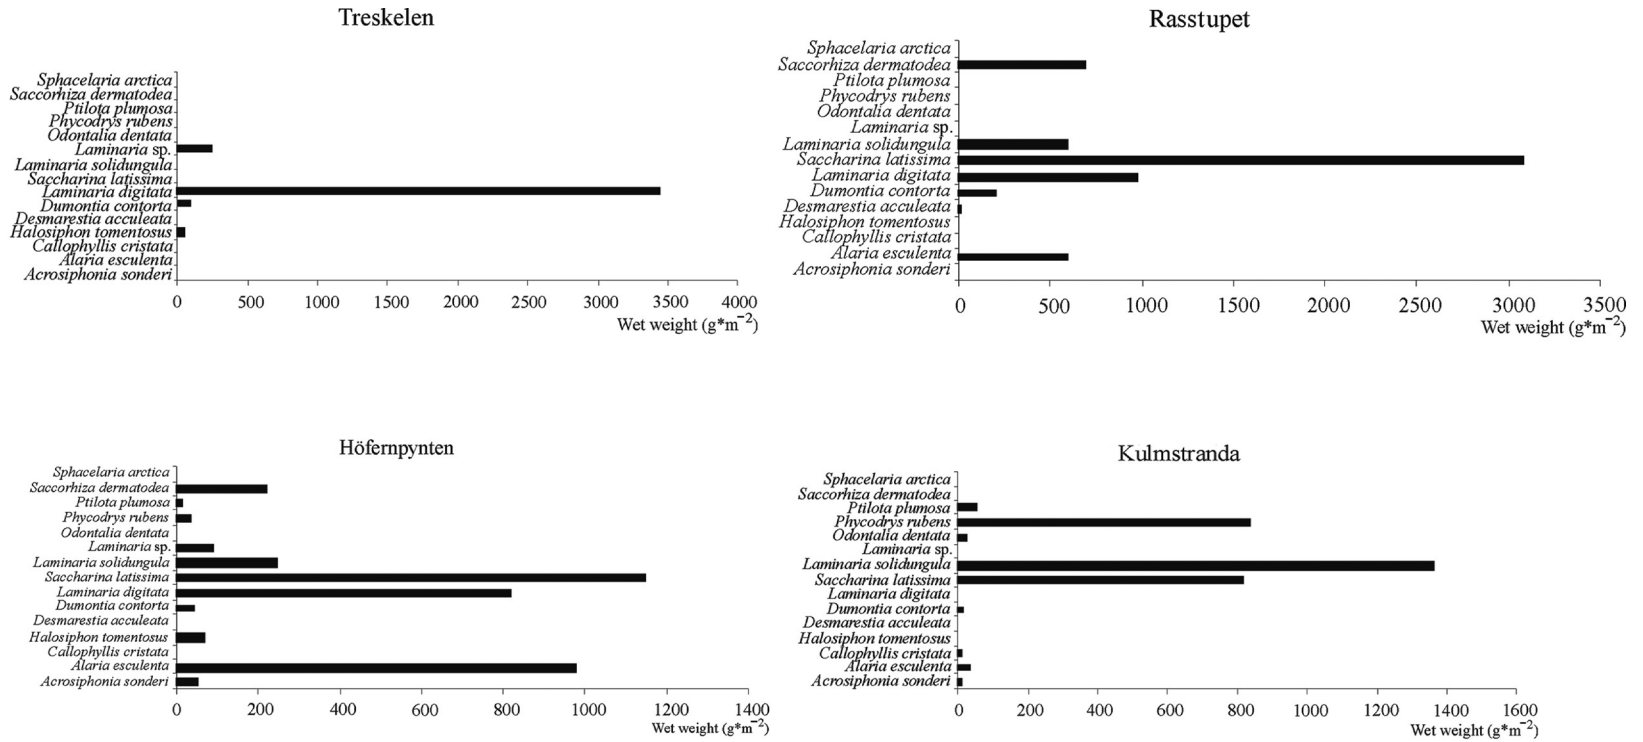 Treskelen
Sphacelaria arctica
Saccorhiza dermatodea
Ptilota plumosa
Phycodrys rubens
Odontalia dentata
Laminaria sp.
Laminaria solidungula
Saccharina latissima
Laminaria digitata
Dumontia contorta
Desmarestia acculeata
Halosiphon tomentosus
Callophyllis cristata
Alaria esculenta
Acrosiphonia sonderi
0 500 1000 1500 2000 2500 3000 3500 4000
Wet weight (g*m⁻²)
Rasstupet
Sphacelaria arctica
Saccorhiza dermatodea
Ptilota plumosa
Phycodrys rubens
Odontalia dentata
Laminaria sp.
Laminaria solidungula
Saccharina latissima
Laminaria digitata
Dumontia contorta
Desmarestia acculeata
Halosiphon tomentosus
Callophyllis cristata
Alaria esculenta
Acrosiphonia sonderi
0 500 1000 1500 2000 2500 3000 3500
Wet weight (g*m⁻²)
Höfernpynten
Sphacelaria arctica
Saccorhiza dermatodea
Ptilota plumosa
Phycodrys rubens
Odontalia dentata
Laminaria sp.
Laminaria solidungula
Saccharina latissima
Laminaria digitata
Dumontia contorta
Desmarestia acculeata
Halosiphon tomentosus
Callophyllis cristata
Alaria esculenta
Acrosiphonia sonderi
0 200 400 600 800 1000 1200 1400
Wet weight (g*m⁻²)
Kulmstranda
Sphacelaria arctica
Saccorhiza dermatodea
Ptilota plumosa
Phycodrys rubens
Odontalia dentata
Laminaria sp.
Laminaria solidungula
Saccharina latissima
Laminaria digitata
Dumontia contorta
Desmarestia acculeata
Halosiphon tomentosus
Callophyllis cristata
Alaria esculenta
Acrosiphonia sonderi
0 200 400 600 800 1000 1200 1400 1600
Wet weight (g*m⁻²)